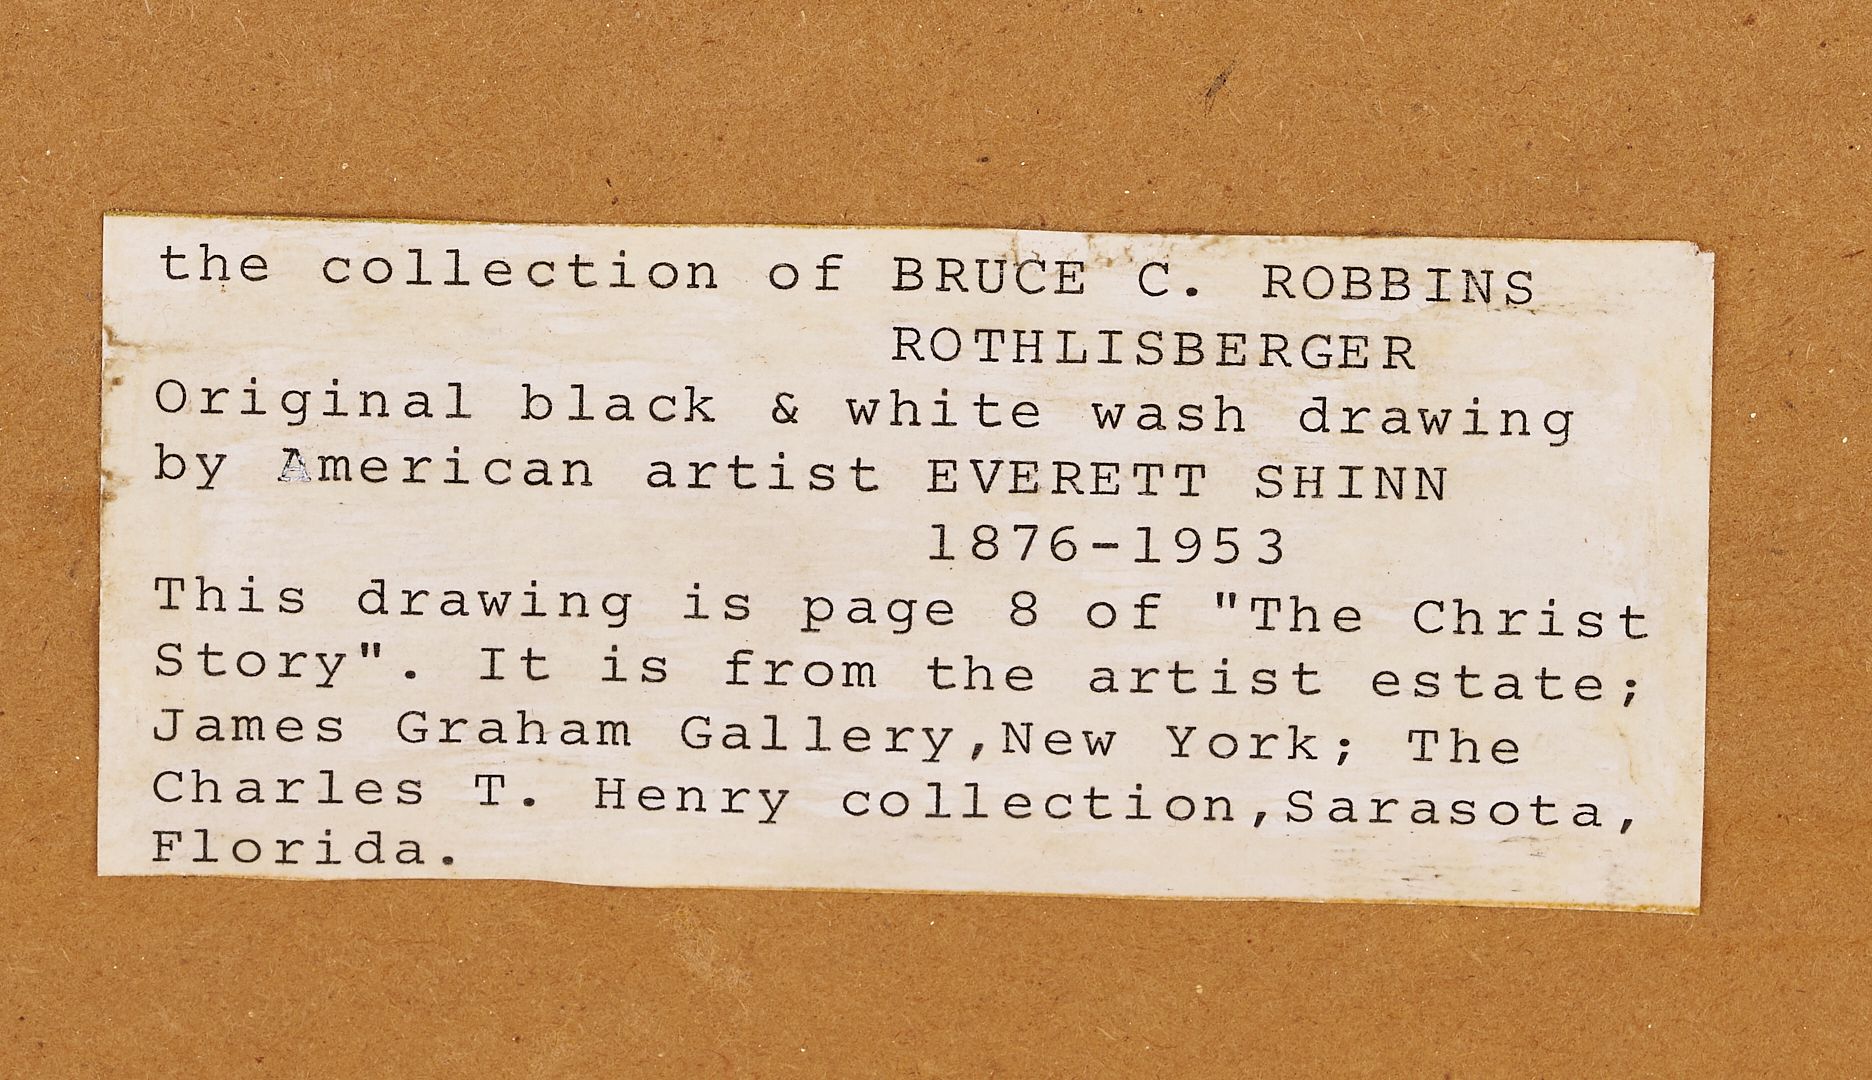 the collection of BRUCE C. ROBBINS
ROTHLISBERGER
Original black & white wash drawing
by American artist EVERETT SHINN
1876-1953
This drawing is page 8 of "The Christ
Story". It is from the artist estate;
James Graham Gallery,New York; The
Charles T. Henry collection,Sarasota,
Florida.